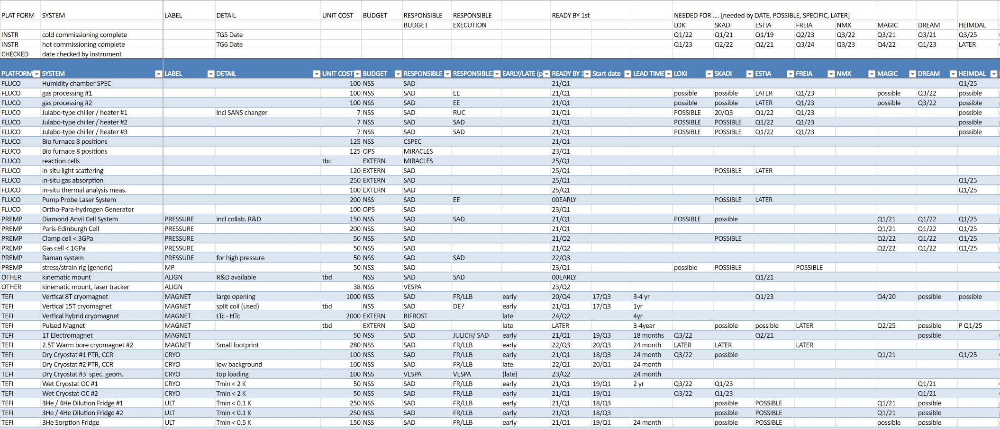 PLAT FORM SYSTEM LABEL DETAIL UNIT COST BUDGET RESPONSIBLE RESPONSIBLE READY BY 1st NEEDED FOR .... [needed by DATE, POSSIBLE, SPECIFIC, LATER]
BUDGET EXECUTION LOKI SKADI ESTIA FREIA NMX MAGIC DREAM HEIMDAL
INSTR cold commissioning complete TG5 Date Q1/22 Q1/21 Q1/19 Q2/23 Q3/22 Q3/21 Q3/21 Q3/25
INSTR hot commissioning complete TG6 Date Q1/23 Q2/22 Q2/21 Q3/24 Q3/23 Q4/22 Q1/23 LATER
CHECKED date checked by instrument
PLATFORM SYSTEM LABEL DETAIL UNIT COST BUDGET RESPONSIBLE RESPONSIBLE EARLY/LATE (p READY BY 1 Start date LEAD TIME LOKI SKADI ESTIA FREIA NMX MAGIC DREAM HEIMDAL
FLUCO Humidity chamber SPEC 100 NSS SAD 21/Q1 Q1/25
FLUCO gas processing #1 100 NSS SAD EE 21/Q1 possible possible LATER Q1/23 possible Q3/22 possible
FLUCO gas processing #2 100 NSS SAD EE 21/Q1 possible possible LATER Q1/23 possible Q3/22 possible
FLUCO Julabo-type chiller / heater #1 incl SANS changer 7 NSS SAD RUC 21/Q1 POSSIBLE 20/Q3 Q1/22 Q1/23 possible
FLUCO Julabo-type chiller / heater #2 7 NSS SAD SAD 21/Q1 POSSIBLE POSSIBLE Q1/22 Q1/23 possible
FLUCO Julabo-type chiller / heater #3 7 NSS SAD SAD 21/Q1 POSSIBLE POSSIBLE Q1/22 Q1/23 possible
FLUCO Bio furnace 8 positions 125 NSS CSPEC 21/Q1
FLUCO Bio furnace 8 positions 125 OPS MIRACLES 23/Q1
FLUCO reaction cells tbc EXTERN MIRACLES 25/Q1
FLUCO in-situ light scattering 120 EXTERN SAD 25/Q1 POSSIBLE LATER
FLUCO in-situ gas absorption 250 EXTERN SAD 25/Q1 Q1/25
FLUCO in-situ thermal analysis meas. 100 EXTERN SAD 25/Q1 Q1/25
FLUCO Pump Probe Laser System 200 NSS SAD EE 00EARLY POSSIBLE LATER
FLUCO Ortho-Para-hydrogen Generator 100 OPS SAD 23/Q1
PREMP Diamond Anvil Cell System PRESSURE incl collab. R&D 150 NSS SAD SAD 21/Q1 POSSIBLE possible Q1/21 Q1/22 Q1/25
PREMP Paris-Edinburgh Cell PRESSURE 200 NSS SAD 21/Q1 Q1/21 Q1/22 Q1/25
PREMP Clamp cell < 3GPa PRESSURE 50 NSS SAD 21/Q2 POSSIBLE Q2/22 Q1/22 Q1/25
PREMP Gas cell < 1GPa PRESSURE 50 NSS SAD 21/Q2 Q2/22 Q1/22 Q1/25
PREMP Raman system PRESSURE for high pressure 50 NSS SAD SAD 22/Q3
PREMP stress/strain rig (generic) MP 50 NSS SAD 23/Q1 possible POSSIBLE POSSIBLE
OTHER kinematic mount ALIGN R&D available tbd NSS SAD SAD 00EARLY Q1/21
OTHER kinematic mount, laser tracker ALIGN 38 NSS VESPA 23/Q2
TEFI Vertical 8T cryomagnet MAGNET large opening 1000 NSS SAD FR/LLB early 20/Q4 17/Q3 3-4 yr Q1/23 Q4/20 possible possible
TEFI Vertical 15T cryomagnet MAGNET split coil (used) tbd NSS SAD DE? early 21/Q1 17/Q3 1yr
TEFI Vertical hybrid cryomagnet MAGNET LTc - HTc 2000 EXTERN BIFROST late 24/Q2 4yr
TEFI Pulsed Magnet MAGNET tbd EXTERN SAD late LATER 3-4year possible possible LATER Q2/25 possible P Q1/25
TEFI 1T Electromagnet MAGNET 50 NSS SAD JULICH/ SAD early 21/Q1 19/Q3 18 months Q3/22 Q2/21 possible
TEFI 2.5T Warm bore cryomagnet #2 MAGNET Small footprint 280 NSS SAD FR/LLB early 22/Q3 20/Q3 24 month LATER LATER LATER
TEFI Dry Cryostat #1 PTR, CCR CRYO 100 NSS SAD FR/LLB early 21/Q1 18/Q3 24 month Q3/22 possible Q1/21 Q1/25
TEFI Dry Cryostat #2 PTR, CCR CRYO low background 100 NSS SAD FR/LLB late 22/Q1 20/Q1 24 month
TEFI Dry Cryostat #3 spec. geom. CRYO top loading 100 NSS VESPA VESPA (late) 23/Q2 24 month
TEFI Wet Cryostat OC #1 CRYO Tmin < 2 K 50 NSS SAD FR/LLB early 21/Q1 19/Q1 2 yr Q3/22 Q1/23 Q1/21
TEFI Wet Cryostat OC #2 CRYO Tmin < 2 K 50 NSS SAD FR/LLB early 21/Q1 19/Q1 Q3/22 Q1/23 Q1/21
TEFI 3He / 4He Dilution Fridge #1 ULT Tmin < 0.1 K 250 NSS SAD FR/LLB early 21/Q1 18/Q3 possible POSSIBLE Q1/21 possible
TEFI 3He / 4He Dilution Fridge #2 ULT Tmin < 0.1 K 250 NSS SAD FR/LLB early 21/Q1 18/Q3 possible POSSIBLE Q1/21 possible
TEFI 3He Sorption Fridge ULT Tmin < 0.5 K 150 NSS SAD FR/LLB early 21/Q1 19/Q1 24 month possible POSSIBLE possible possible